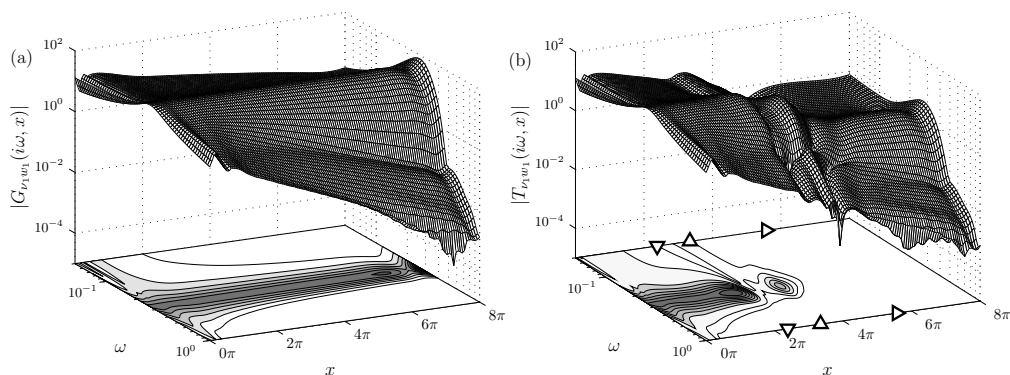 (a)
|G_{ν₁w₁}(iω, x)|
10²
10⁰
10⁻²
10⁻⁴
10⁻¹
10⁰
ω
0π
2π
4π
6π
8π
x
(b)
|T_{ν₁w₁}(iω, x)|
10²
10⁰
10⁻²
10⁻⁴
10⁻¹
10⁰
ω
0π
2π
4π
6π
8π
x